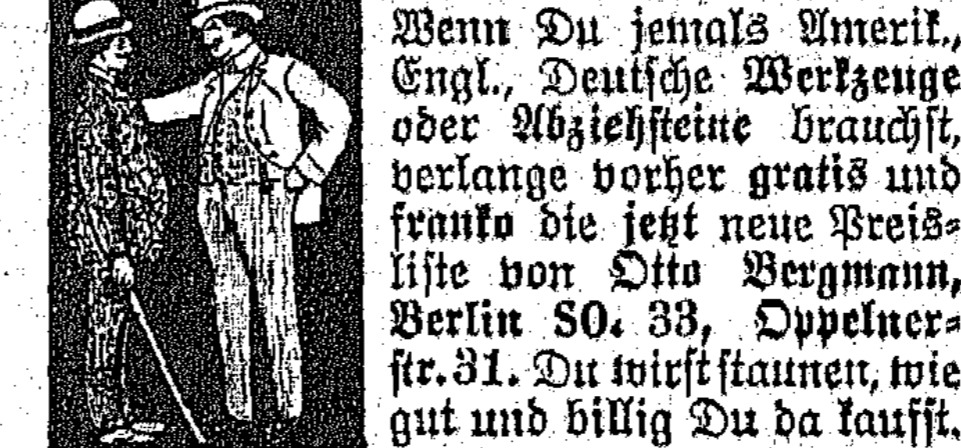 Wenn Du jemals Amerik.,
Engl., Deutsche Werkzeuge
oder Abziehsteine brauchst,
verlange vorher gratis und
franko die jetzt neue Preis-
liste von Otto Bergmann,
Berlin SO. 33, Oppelner-
str. 31. Du wirst staunen, wie
gut und billig Du da kaufst.